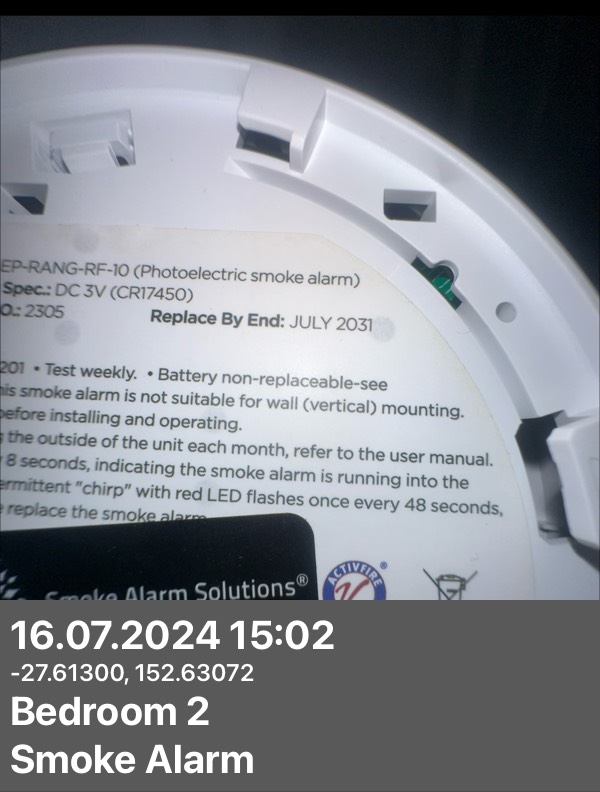 EP-RANG-RF-10 (Photoelectric smoke alarm)
Spec.: DC 3V (CR17450)
O.: 2305 Replace By End: JULY 2031
201 • Test weekly. • Battery non-replaceable-see
is smoke alarm is not suitable for wall (vertical) mounting.
before installing and operating.
the outside of the unit each month, refer to the user manual.
8 seconds, indicating the smoke alarm is running into the
ermittent "chirp" with red LED flashes once every 48 seconds,
replace the smoke alarm
Smoke Alarm Solutions®
ACTIVFIRE®
16.07.2024 15:02
-27.61300, 152.63072
Bedroom 2
Smoke Alarm